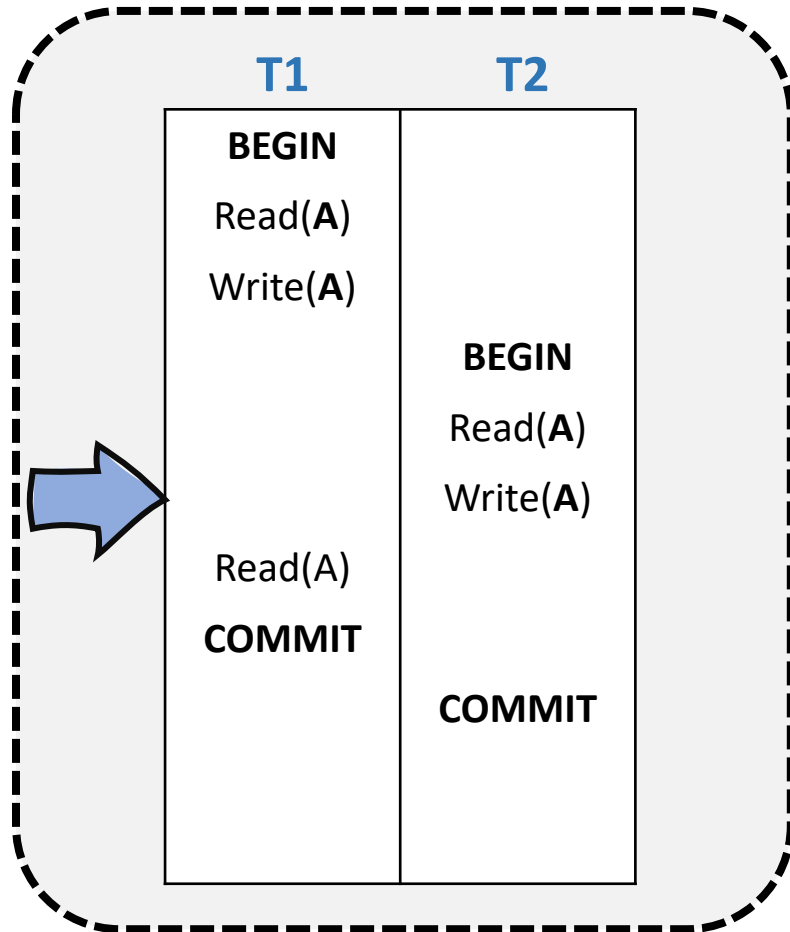 T1 T2
BEGIN
Read(A)
Write(A)
BEGIN
Read(A)
Write(A)
Read(A)
COMMIT
COMMIT